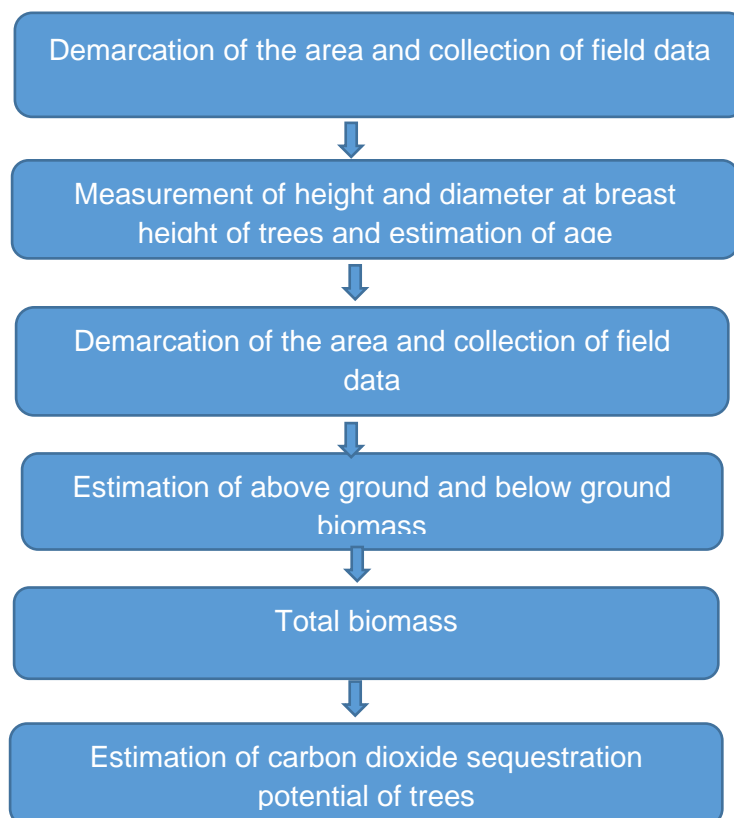 Demarcation of the area and collection of field data
Measurement of height and diameter at breast
height of trees and estimation of age
Demarcation of the area and collection of field
data
Estimation of above ground and below ground
biomass
Total biomass
Estimation of carbon dioxide sequestration
potential of trees